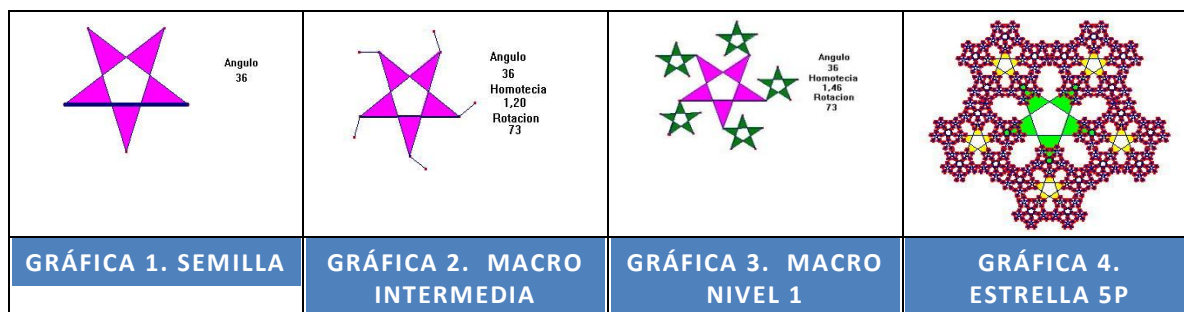 Angulo
36
Angulo
36
Homotecia
1,20
Rotacion
73
Angulo
36
Homotecia
1,46
Rotacion
73
GRÁFICA 1. SEMILLA
GRÁFICA 2. MACRO
INTERMEDIA
GRÁFICA 3. MACRO
NIVEL 1
GRÁFICA 4.
ESTRELLA 5P